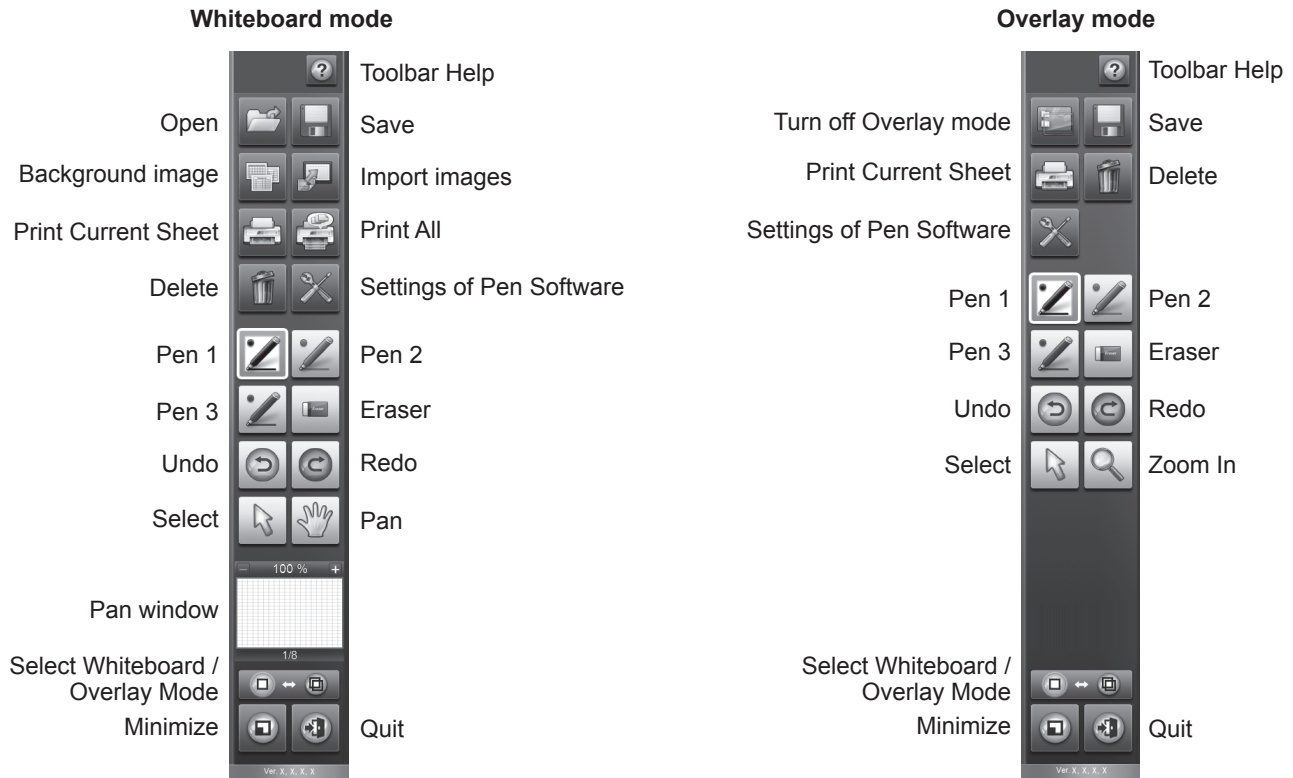 Whiteboard mode
?
Toolbar Help
Open
Save
Background image
Import images
Print Current Sheet
Print All
Delete
Settings of Pen Software
Pen 1
Pen 2
Pen 3
Eraser
Undo
Redo
Select
Pan
− 100 % +
Pan window
1/8
Select Whiteboard /
Overlay Mode
Minimize
Quit
Ver. X, X, X, X
Overlay mode
?
Toolbar Help
Turn off Overlay mode
Save
Print Current Sheet
Delete
Settings of Pen Software
Pen 1
Pen 2
Pen 3
Eraser
Undo
Redo
Select
Zoom In
Select Whiteboard /
Overlay Mode
Minimize
Quit
Ver. X, X, X, X